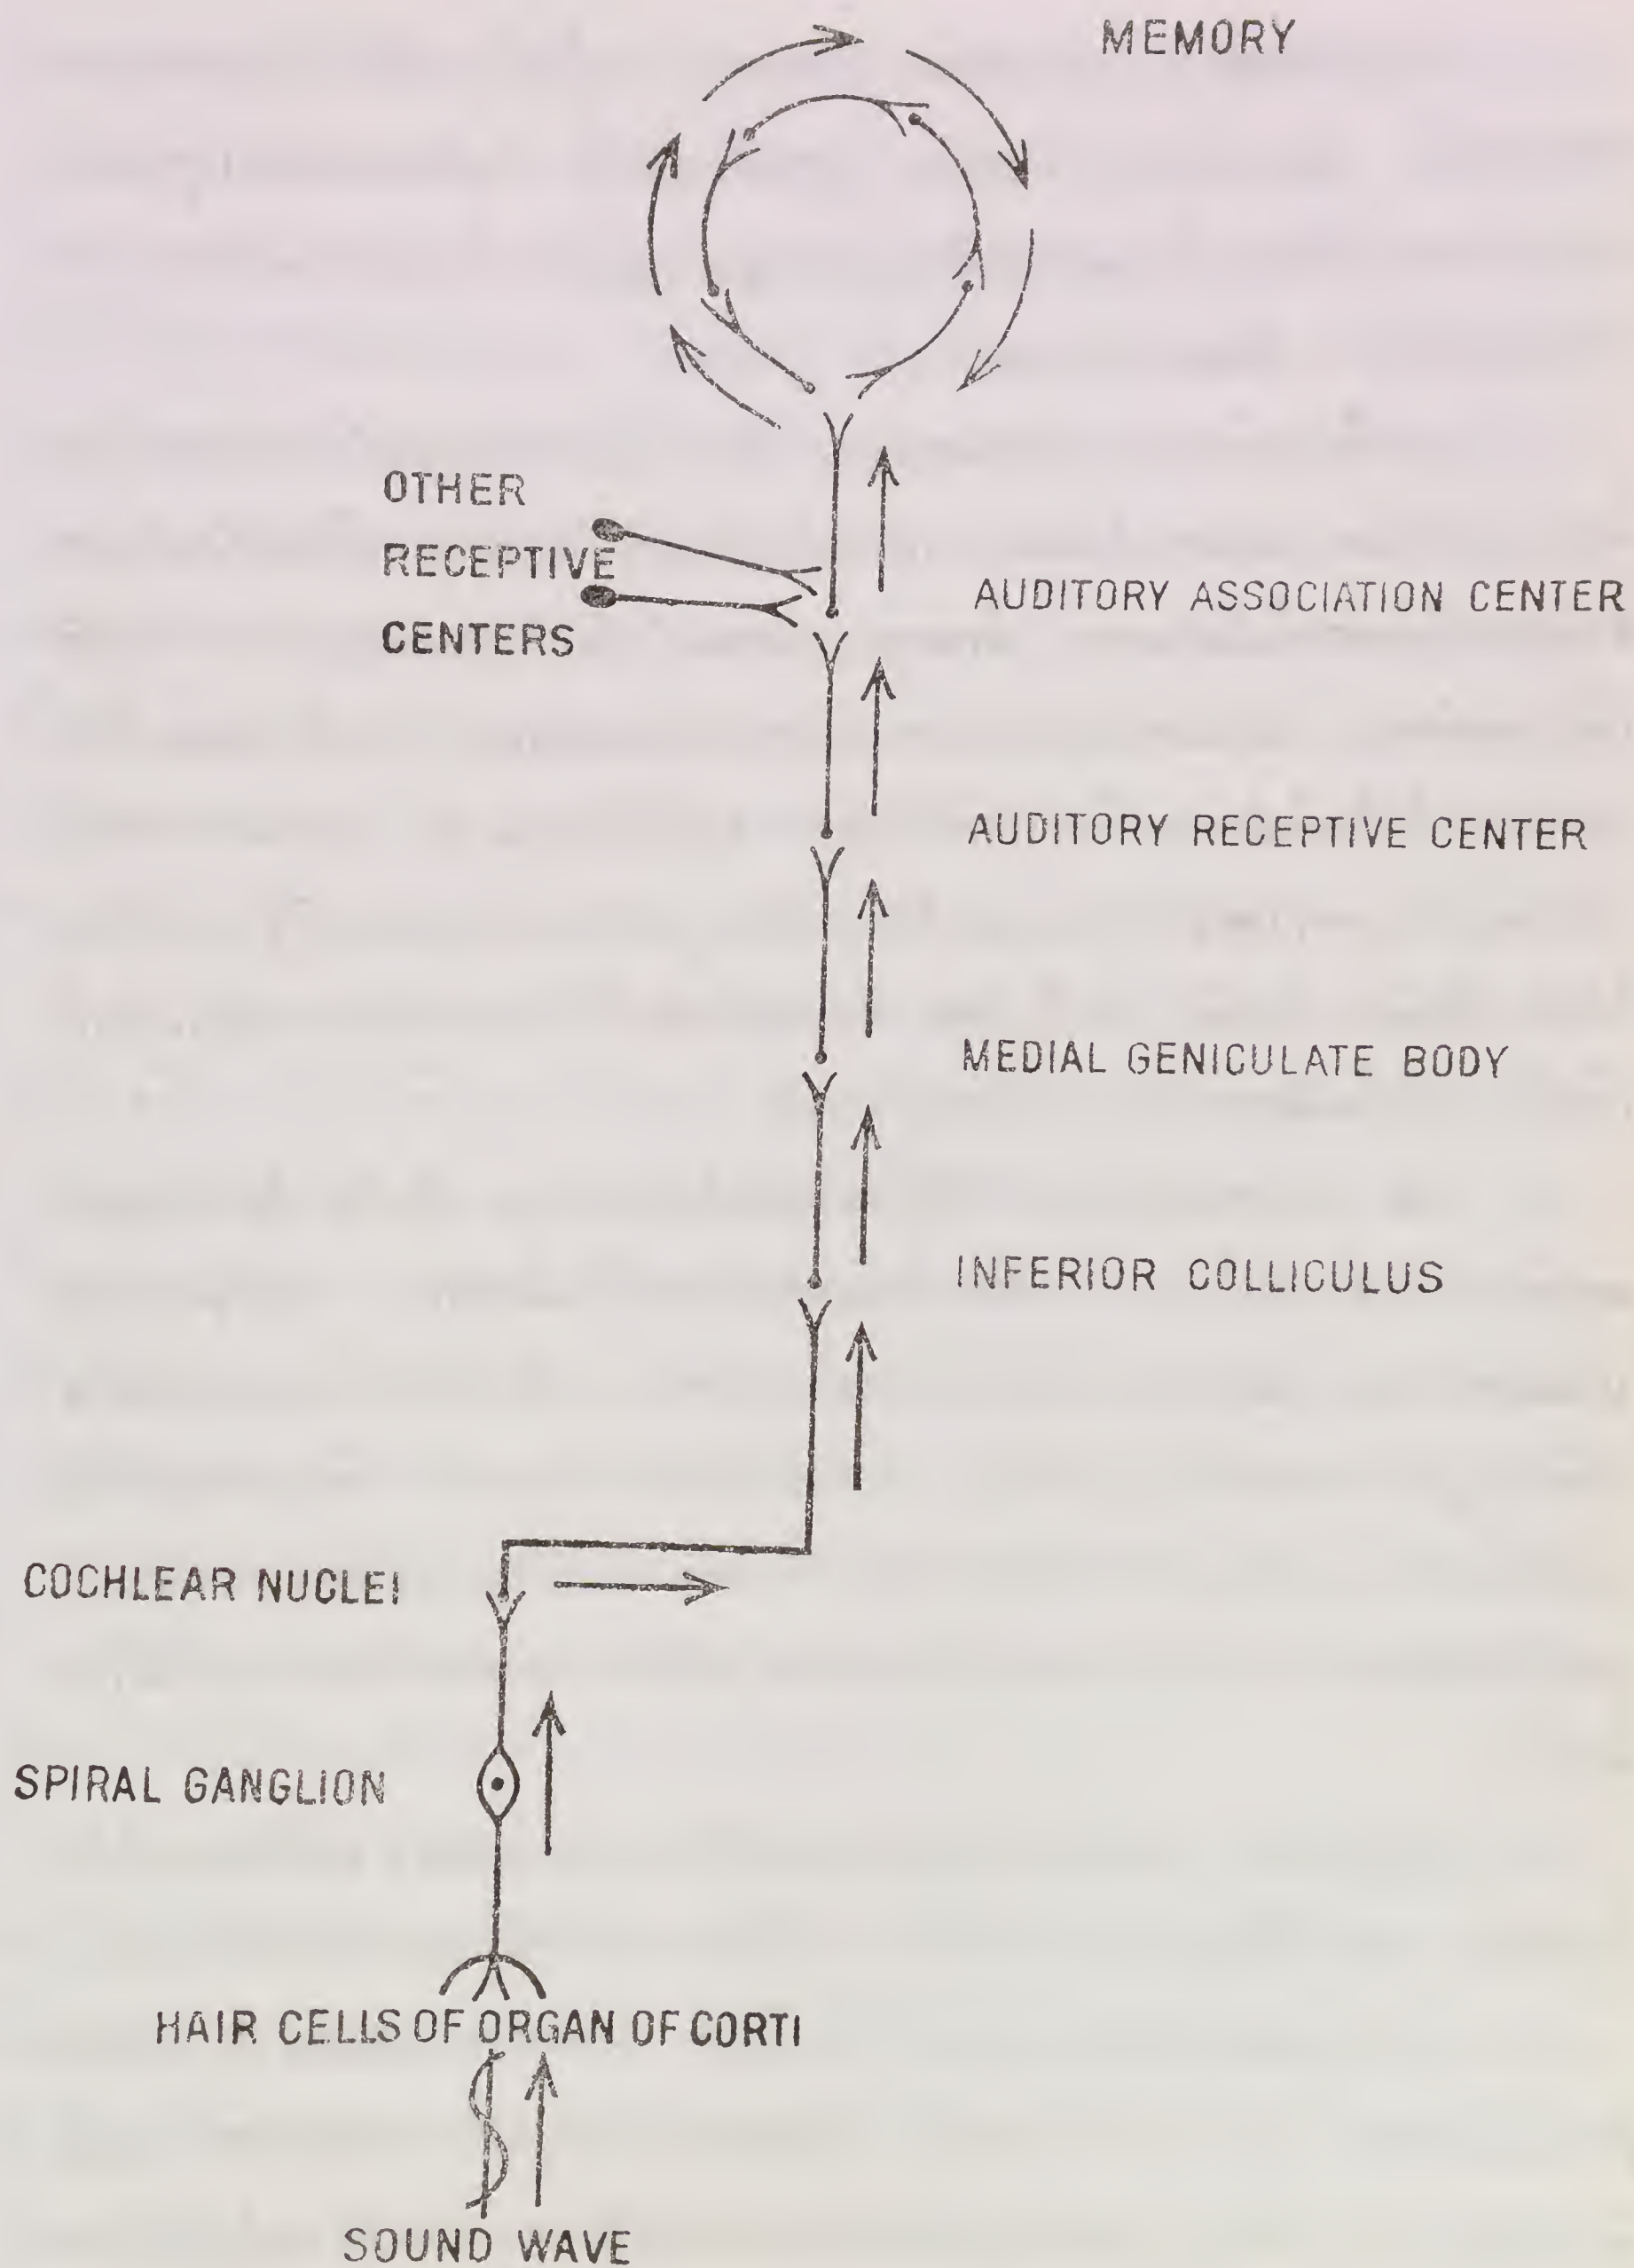 MEMORY
OTHER
RECEPTIVE
CENTERS
AUDITORY ASSOCIATION CENTER
AUDITORY RECEPTIVE CENTER
MEDIAL GENICULATE BODY
INFERIOR COLLICULUS
COCHLEAR NUCLEI
SPIRAL GANGLION
HAIR CELLS OF ORGAN OF CORTI
SOUND WAVE